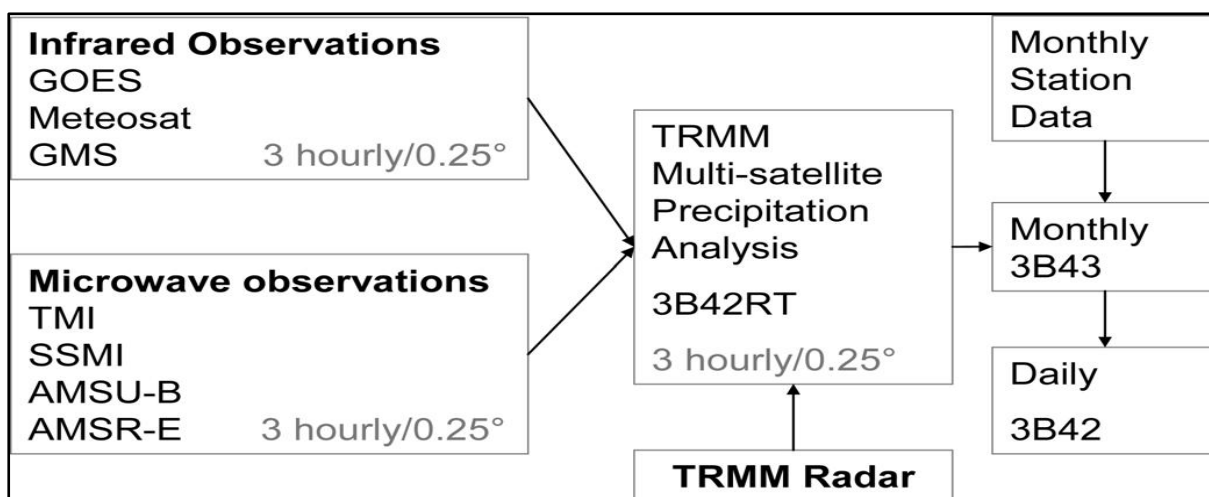 Infrared Observations
GOES
Meteosat
GMS 3 hourly/0.25°
Microwave observations
TMI
SSMI
AMSU-B
AMSR-E 3 hourly/0.25°
TRMM
Multi-satellite
Precipitation
Analysis
3B42RT
3 hourly/0.25°
TRMM Radar
Monthly
Station
Data
Monthly
3B43
Daily
3B42